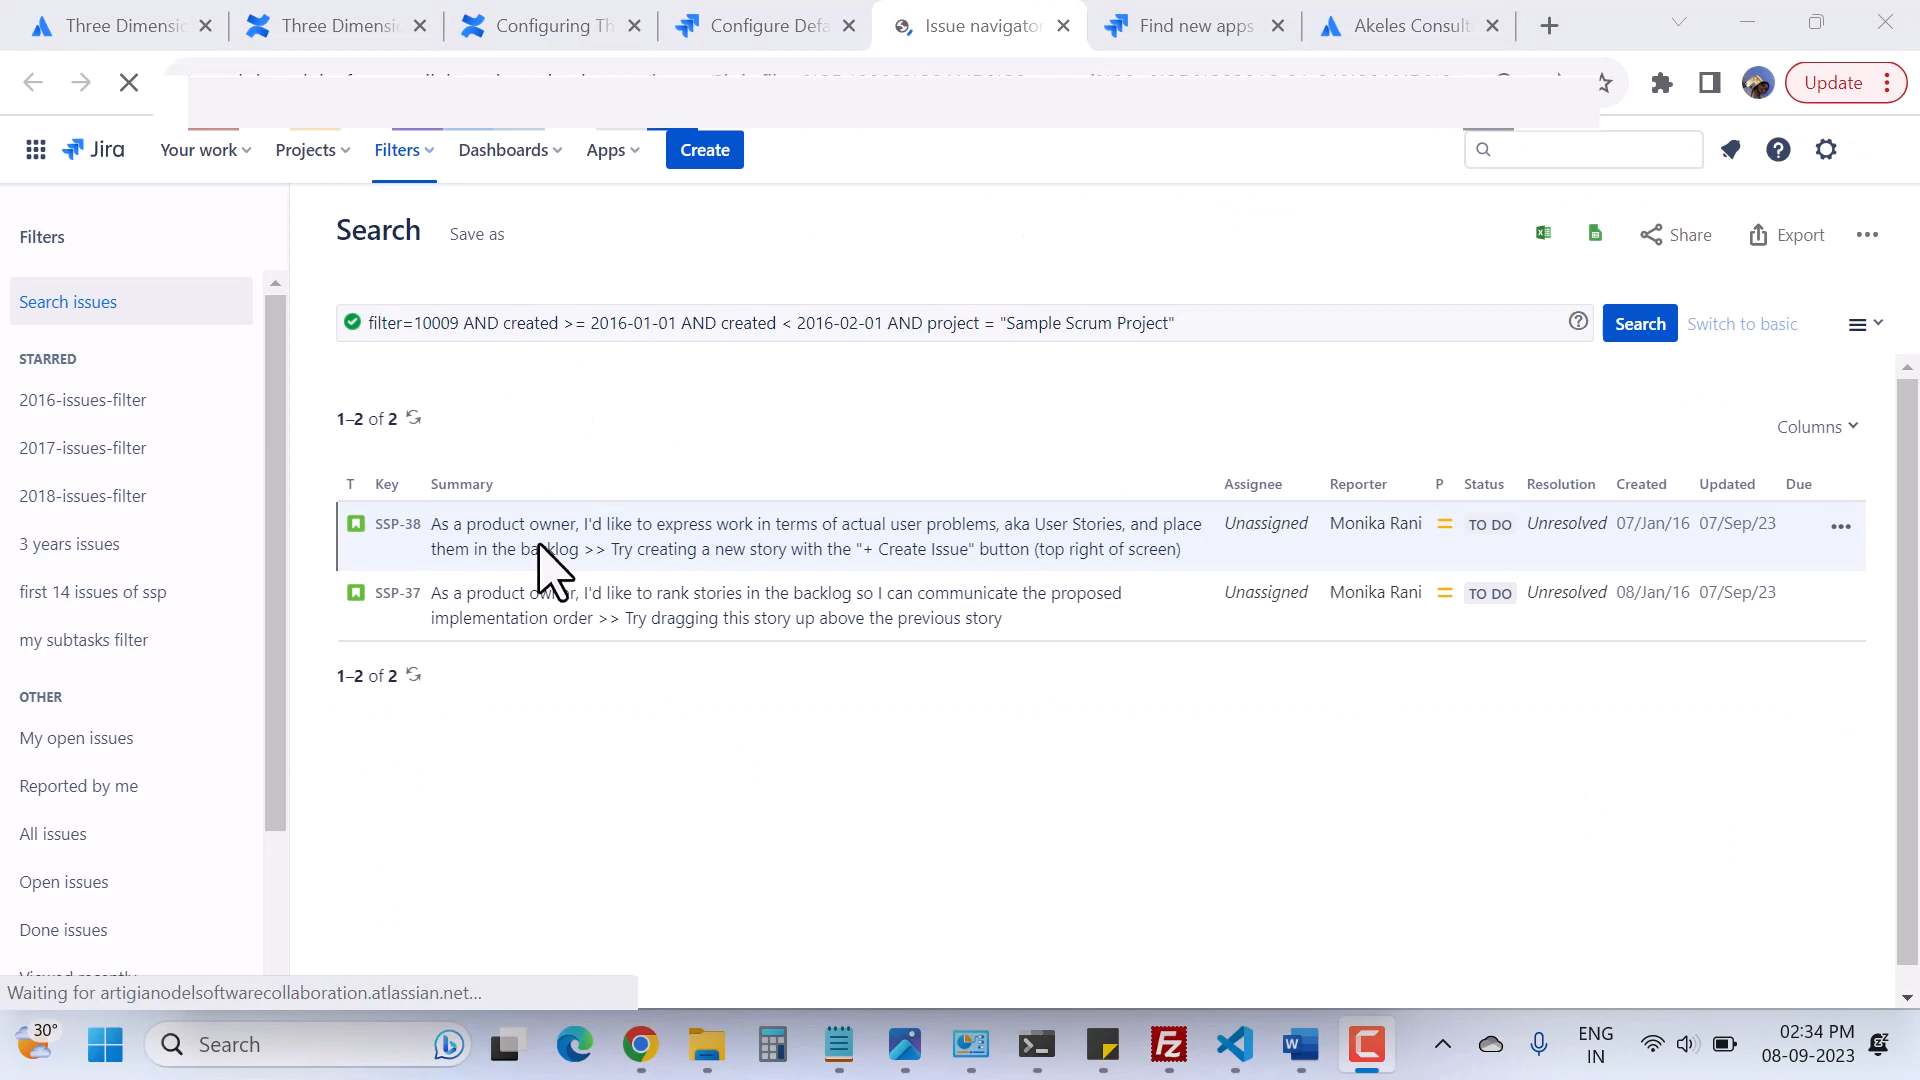 Three Dimensi
Three Dimensi
Configuring Th
Configure Defa
Issue navigato
Find new apps
Akeles Consult
Update
Jira
Your work
Projects
Filters
Dashboards
Apps
Create
Filters
Search issues
STARRED
2016-issues-filter
2017-issues-filter
2018-issues-filter
3 years issues
first 14 issues of ssp
my subtasks filter
OTHER
My open issues
Reported by me
All issues
Open issues
Done issues
Viewed recently
Search
Save as
Share
Export
filter=10009 AND created >= 2016-01-01 AND created < 2016-02-01 AND project = "Sample Scrum Project"
Search
Switch to basic
1–2 of 2
Columns
T Key Summary Assignee Reporter P Status Resolution Created Updated Due
SSP-38 As a product owner, I'd like to express work in terms of actual user problems, aka User Stories, and place Unassigned Monika Rani TO DO Unresolved 07/Jan/16 07/Sep/23
them in the backlog >> Try creating a new story with the "+ Create Issue" button (top right of screen)
SSP-37 As a product owner, I'd like to rank stories in the backlog so I can communicate the proposed Unassigned Monika Rani TO DO Unresolved 08/Jan/16 07/Sep/23
implementation order >> Try dragging this story up above the previous story
1–2 of 2
Waiting for artigianodelsoftwarecollaboration.atlassian.net...
30°
Search
ENG
IN
02:34 PM
08-09-2023